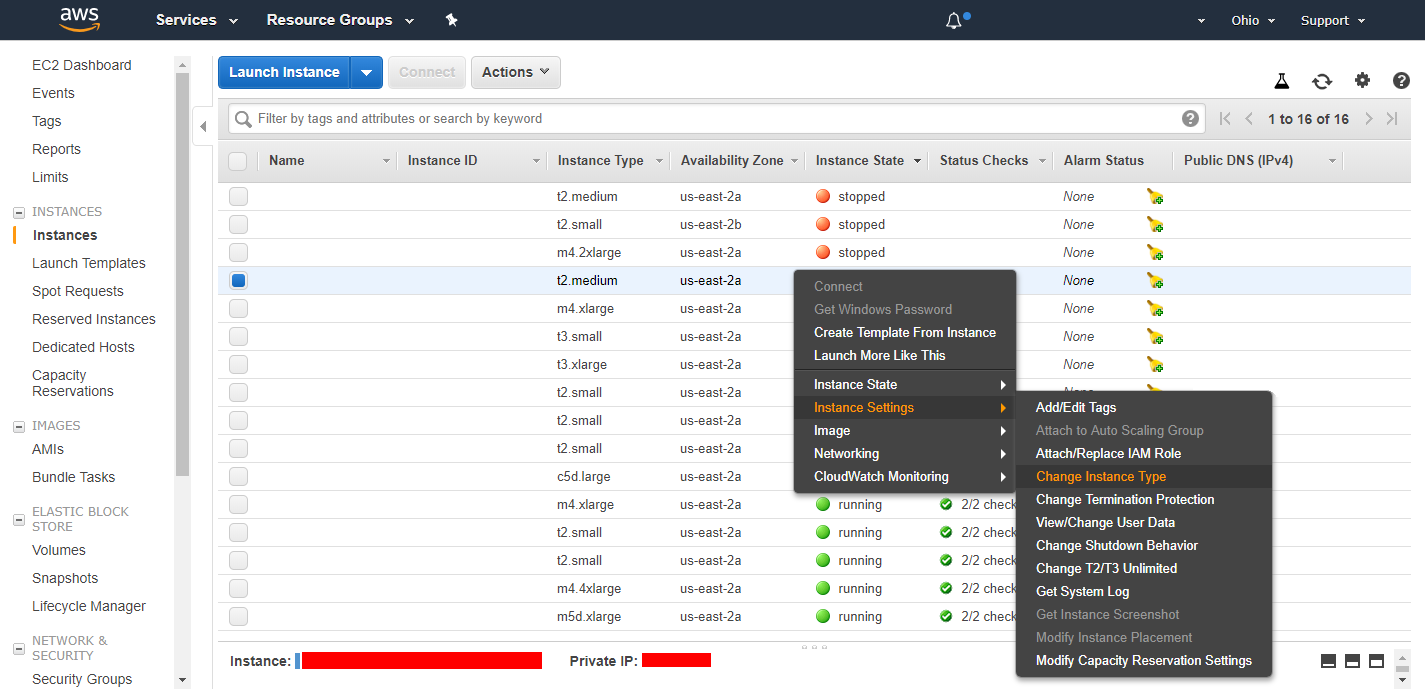 aws Services Resource Groups Ohio Support
EC2 Dashboard
Events
Tags
Reports
Limits
INSTANCES
Instances
Launch Templates
Spot Requests
Reserved Instances
Dedicated Hosts
Capacity
Reservations
IMAGES
AMIs
Bundle Tasks
ELASTIC BLOCK
STORE
Volumes
Snapshots
Lifecycle Manager
NETWORK &
SECURITY
Security Groups
Launch Instance Connect Actions
Filter by tags and attributes or search by keyword 1 to 16 of 16
Name Instance ID Instance Type Availability Zone Instance State Status Checks Alarm Status Public DNS (IPv4)
t2.medium us-east-2a stopped None
t2.small us-east-2b stopped None
m4.2xlarge us-east-2a stopped None
t2.medium us-east-2a None
m4.xlarge us-east-2a None
t3.small us-east-2a None
t3.xlarge us-east-2a None
t2.small us-east-2a
t2.small us-east-2a
t2.small us-east-2a
c5d.large us-east-2a
m4.xlarge us-east-2a running 2/2 check
t2.small us-east-2a running 2/2 check
t2.small us-east-2a running 2/2 check
m4.4xlarge us-east-2a running 2/2 check
m5d.xlarge us-east-2a running 2/2 check
Connect
Get Windows Password
Create Template From Instance
Launch More Like This
Instance State
Instance Settings
Image
Networking
CloudWatch Monitoring
Add/Edit Tags
Attach to Auto Scaling Group
Attach/Replace IAM Role
Change Instance Type
Change Termination Protection
View/Change User Data
Change Shutdown Behavior
Change T2/T3 Unlimited
Get System Log
Get Instance Screenshot
Modify Instance Placement
Modify Capacity Reservation Settings
Instance: Private IP: